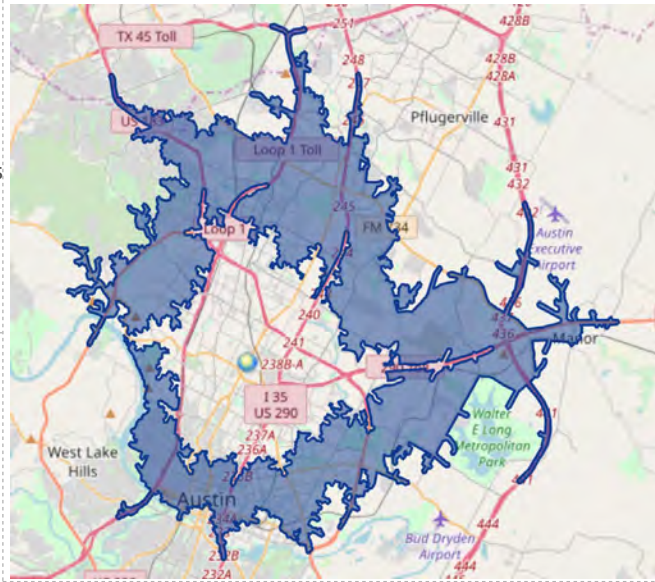 251
428B
TX 45 Toll
248
428B
428A
Pflugerville
431
Loop 1 Toll
431
432
245
FM
Loop 1
Austin
Executive
Airport
436
Manor
240
241
238B-A
I 35
US 290
Walter
E Long
Metropolitan
Park
237A
236A
West Lake
Hills
Austin
444
Bud Dryden
Airport
232B
232A
444